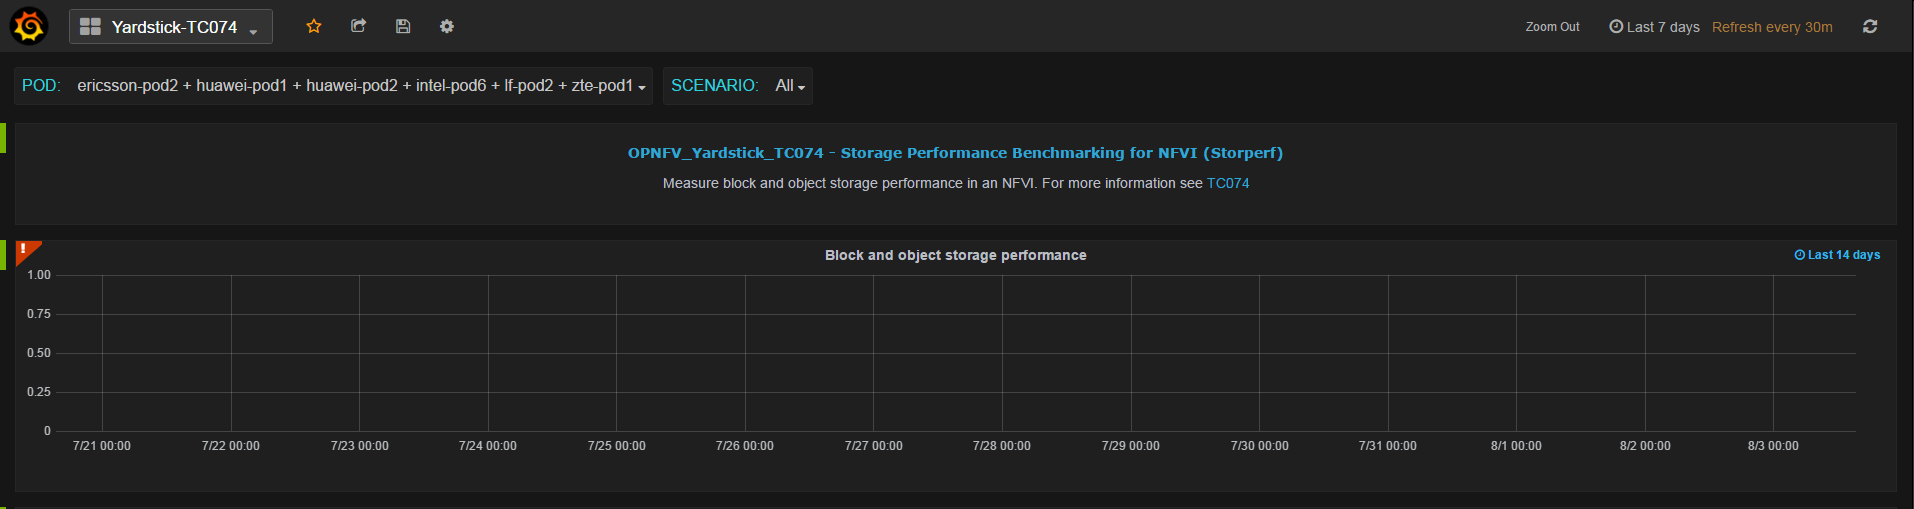 Yardstick-TC074
Zoom Out
Last 7 days
Refresh every 30m
POD: ericsson-pod2 + huawei-pod1 + huawei-pod2 + intel-pod6 + lf-pod2 + zte-pod1
SCENARIO: All
OPNFV_Yardstick_TC074 - Storage Performance Benchmarking for NFVI (Storperf)
Measure block and object storage performance in an NFVI. For more information see TC074
!
Block and object storage performance
Last 14 days
1.00
0.75
0.50
0.25
0
7/21 00:00 7/22 00:00 7/23 00:00 7/24 00:00 7/25 00:00 7/26 00:00 7/27 00:00 7/28 00:00 7/29 00:00 7/30 00:00 7/31 00:00 8/1 00:00 8/2 00:00 8/3 00:00